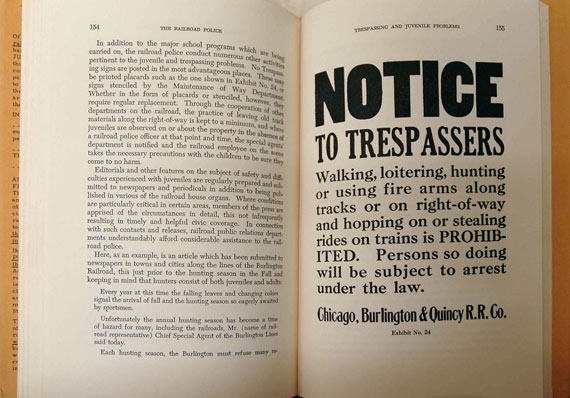 154
THE RAILROAD POLICE
In addition to the major school programs which are being
carried on, the railroad police conduct numerous other activities
pertinent to the juvenile and trespassing problems. No Trespass-
ing signs are posted in the most advantageous places. These may
be printed placards such as the one shown in Exhibit No. 24, or
signs stenciled by the Maintenance of Way Department.
Whether in the form of placards or stenciled, however, they
require regular replacement. Through the cooperation of other
departments on the railroad, the practice of leaving old track
materials along the right-of-way is kept to a minimum, and where
juveniles are observed on or about the property in the absence of
a railroad police officer at that point and time, the special agents'
department is notified and the railroad employee on the scene
takes the necessary precautions with the children to be sure they
come to no harm.
Editorials and other features on the subject of safety and diffi-
culties experienced with juveniles are regularly prepared and sub-
mitted to newspapers and periodicals in addition to being pub-
lished in various of the railroad house organs. Where conditions
are particularly critical in certain areas, members of the press are
apprised of the circumstances in detail, this not infrequently
resulting in timely and helpful civic coverage. In connection
with such contacts and releases, railroad public relations depart-
ments understandably afford considerable assistance to the rail-
road police.
Here, as an example, is an article which has been submitted to
newspapers in towns and cities along the lines of the Burlington
Railroad, this just prior to the hunting season in the Fall and
keeping in mind that hunters consist of both juveniles and adults:
Every year at this time the falling leaves and changing colors
signal the arrival of fall and the hunting season so eagerly awaited
by sportsmen.
Unfortunately the annual hunting season has become a time
of hazard for many, including the railroads, Mr. (name of rail-
road representative) Chief Special Agent of the Burlington Lines
said today.
Each hunting season, the Burlington must refuse many re-
TRESPASSING AND JUVENILE PROBLEMS
155
NOTICE
TO TRESPASSERS
Walking, loitering, hunting
or using fire arms along
tracks or on right-of-way
and hopping on or stealing
rides on trains is PROHIB-
ITED. Persons so doing
will be subject to arrest
under the law.
Chicago, Burlington & Quincy R.R. Co.
Exhibit No. 24